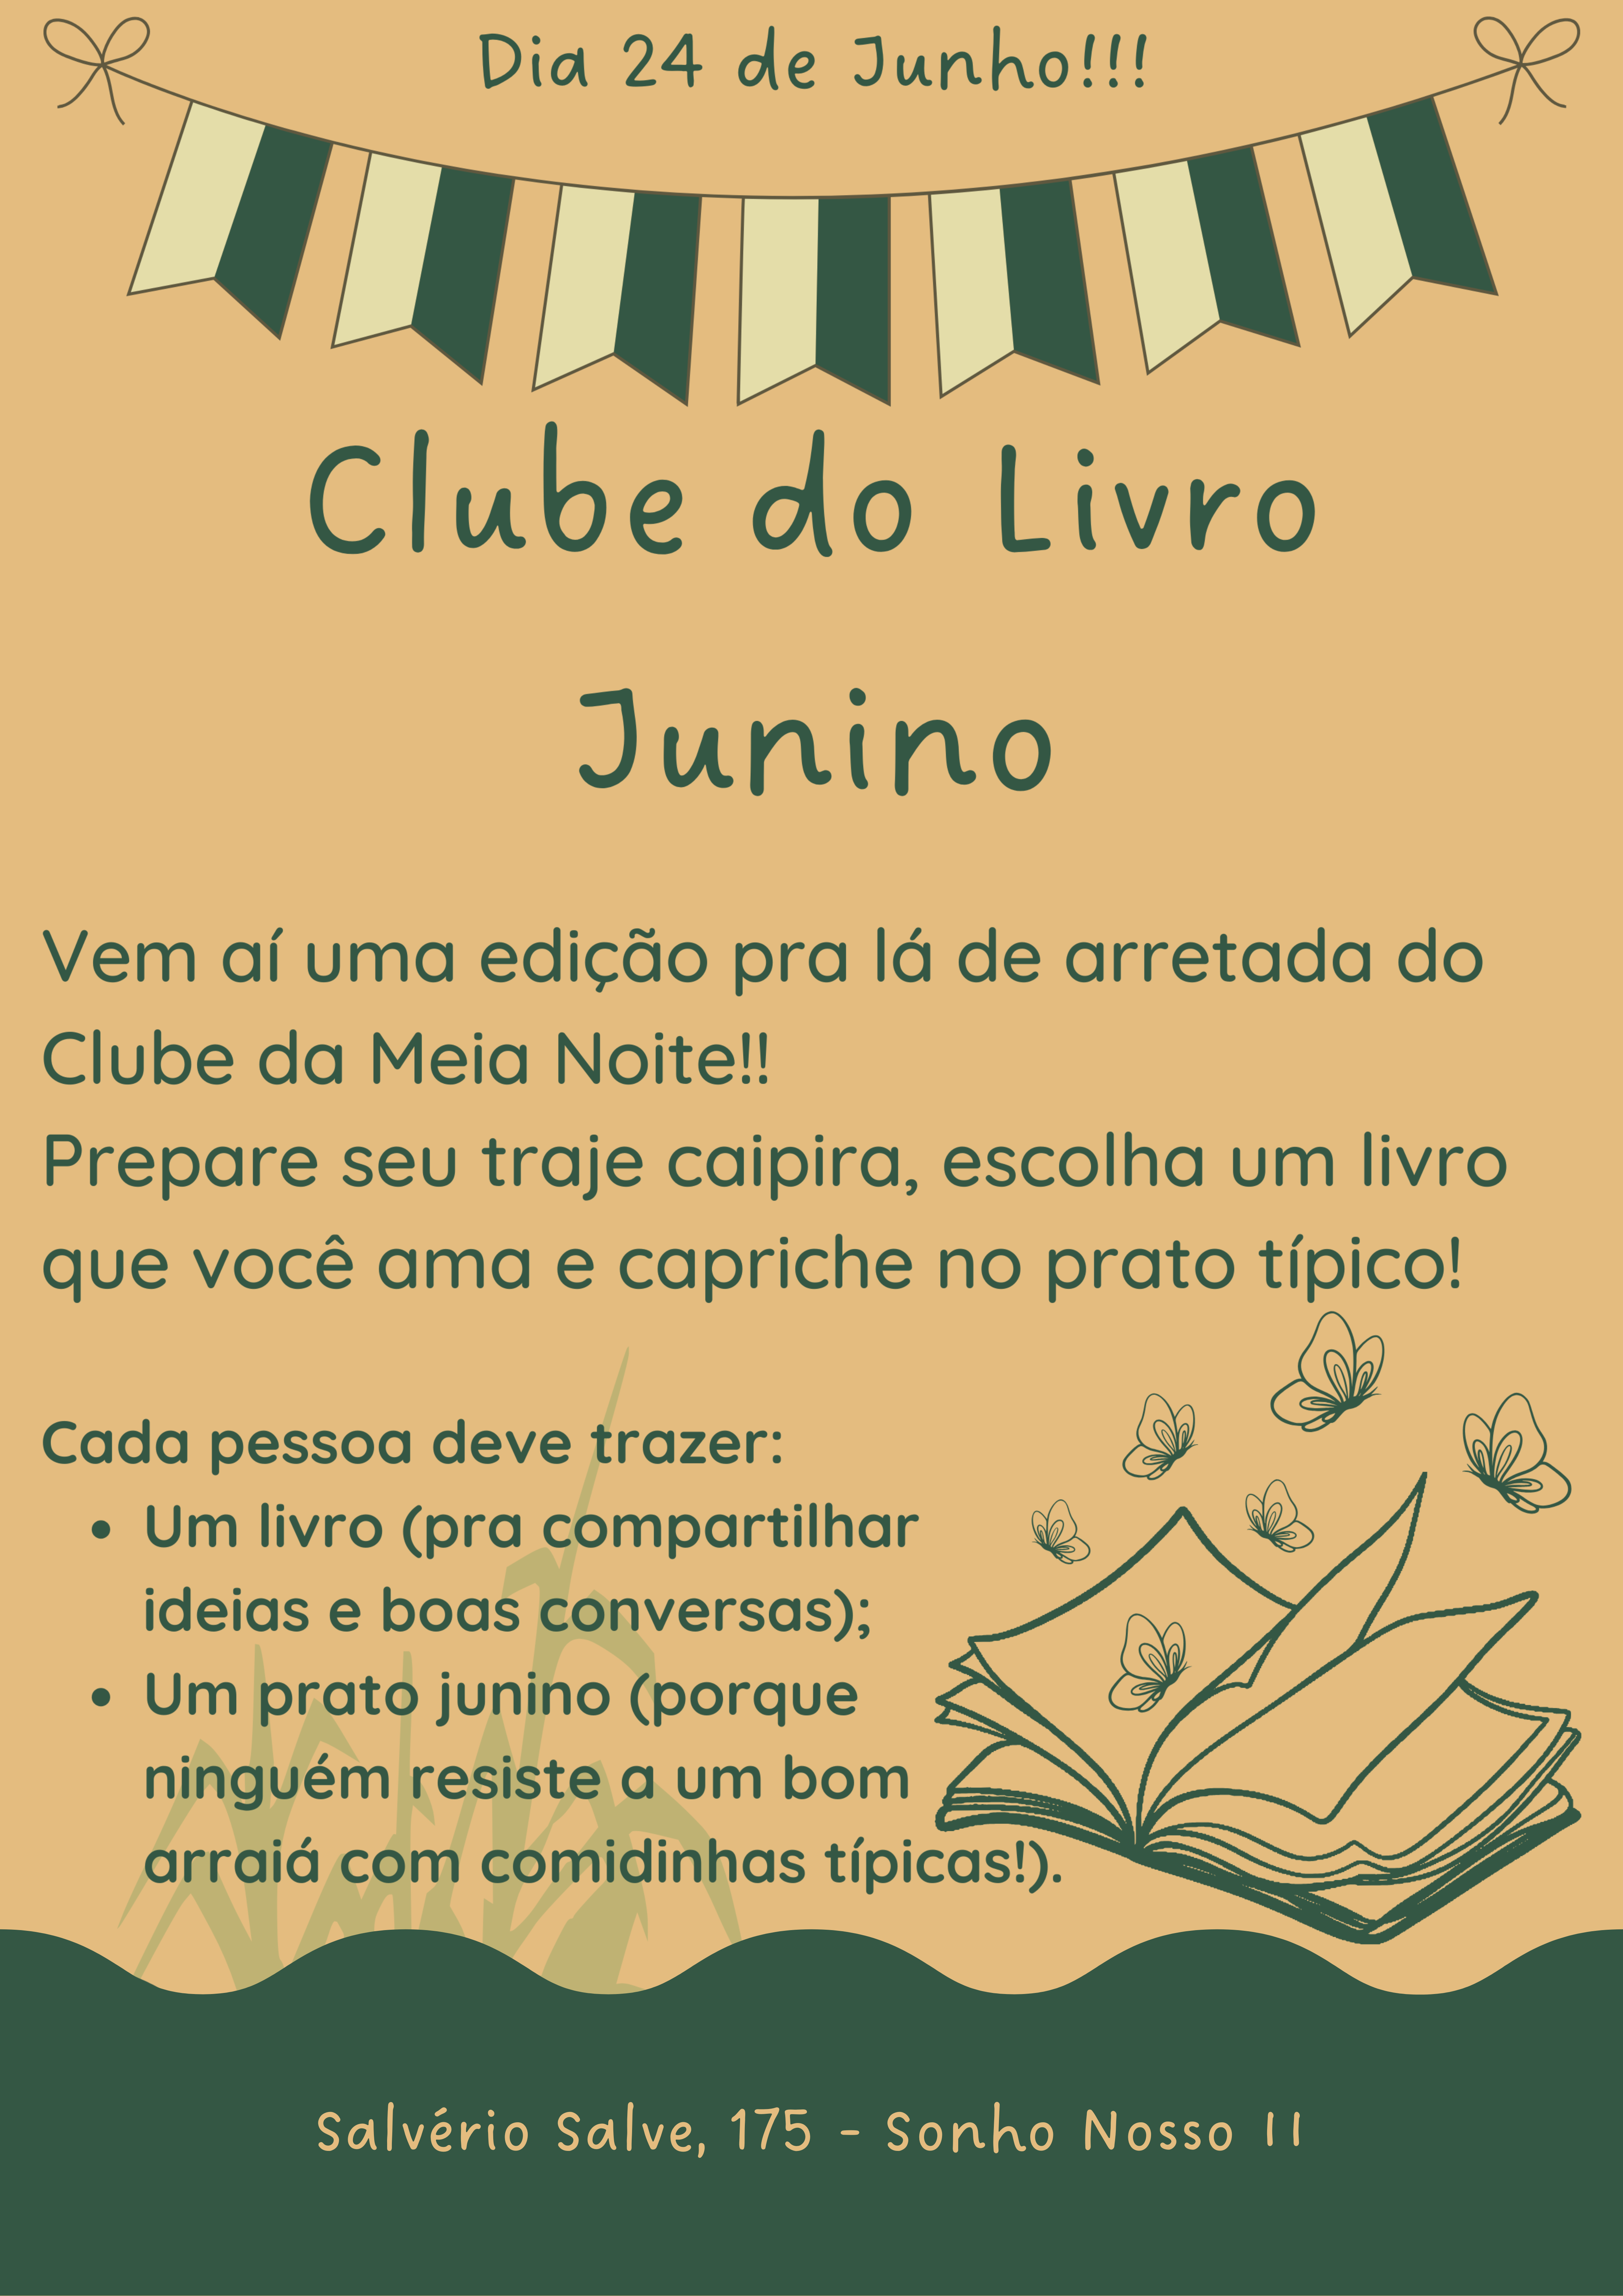 Dia 24 de Junho!!!
Clube do Livro
Junino
Vem aí uma edição pra lá de arretada do
Clube da Meia Noite!!
Prepare seu traje caipira, escolha um livro
que você ama e capriche no prato típico!
Cada pessoa deve trazer:
• Um livro (pra compartilhar
ideias e boas conversas);
• Um prato junino (porque
ninguém resiste a um bom
arraiá com comidinhas típicas!).
Salvério Salve, 175 - Sonho Nosso II